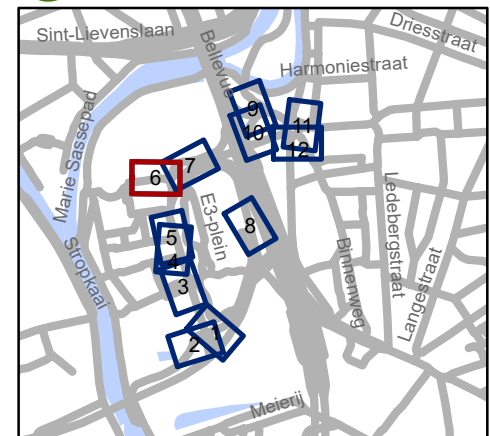 Sint-Lievenslaan
Driesstraat
Bellevue
Harmoniestraat
Marie Sassepad
9
10
11
12
7
6
E3-plein
Ledebergstraat
8
5
4
3
Stropkaai
Binnenweg
Langestraat
1
2
Meierij